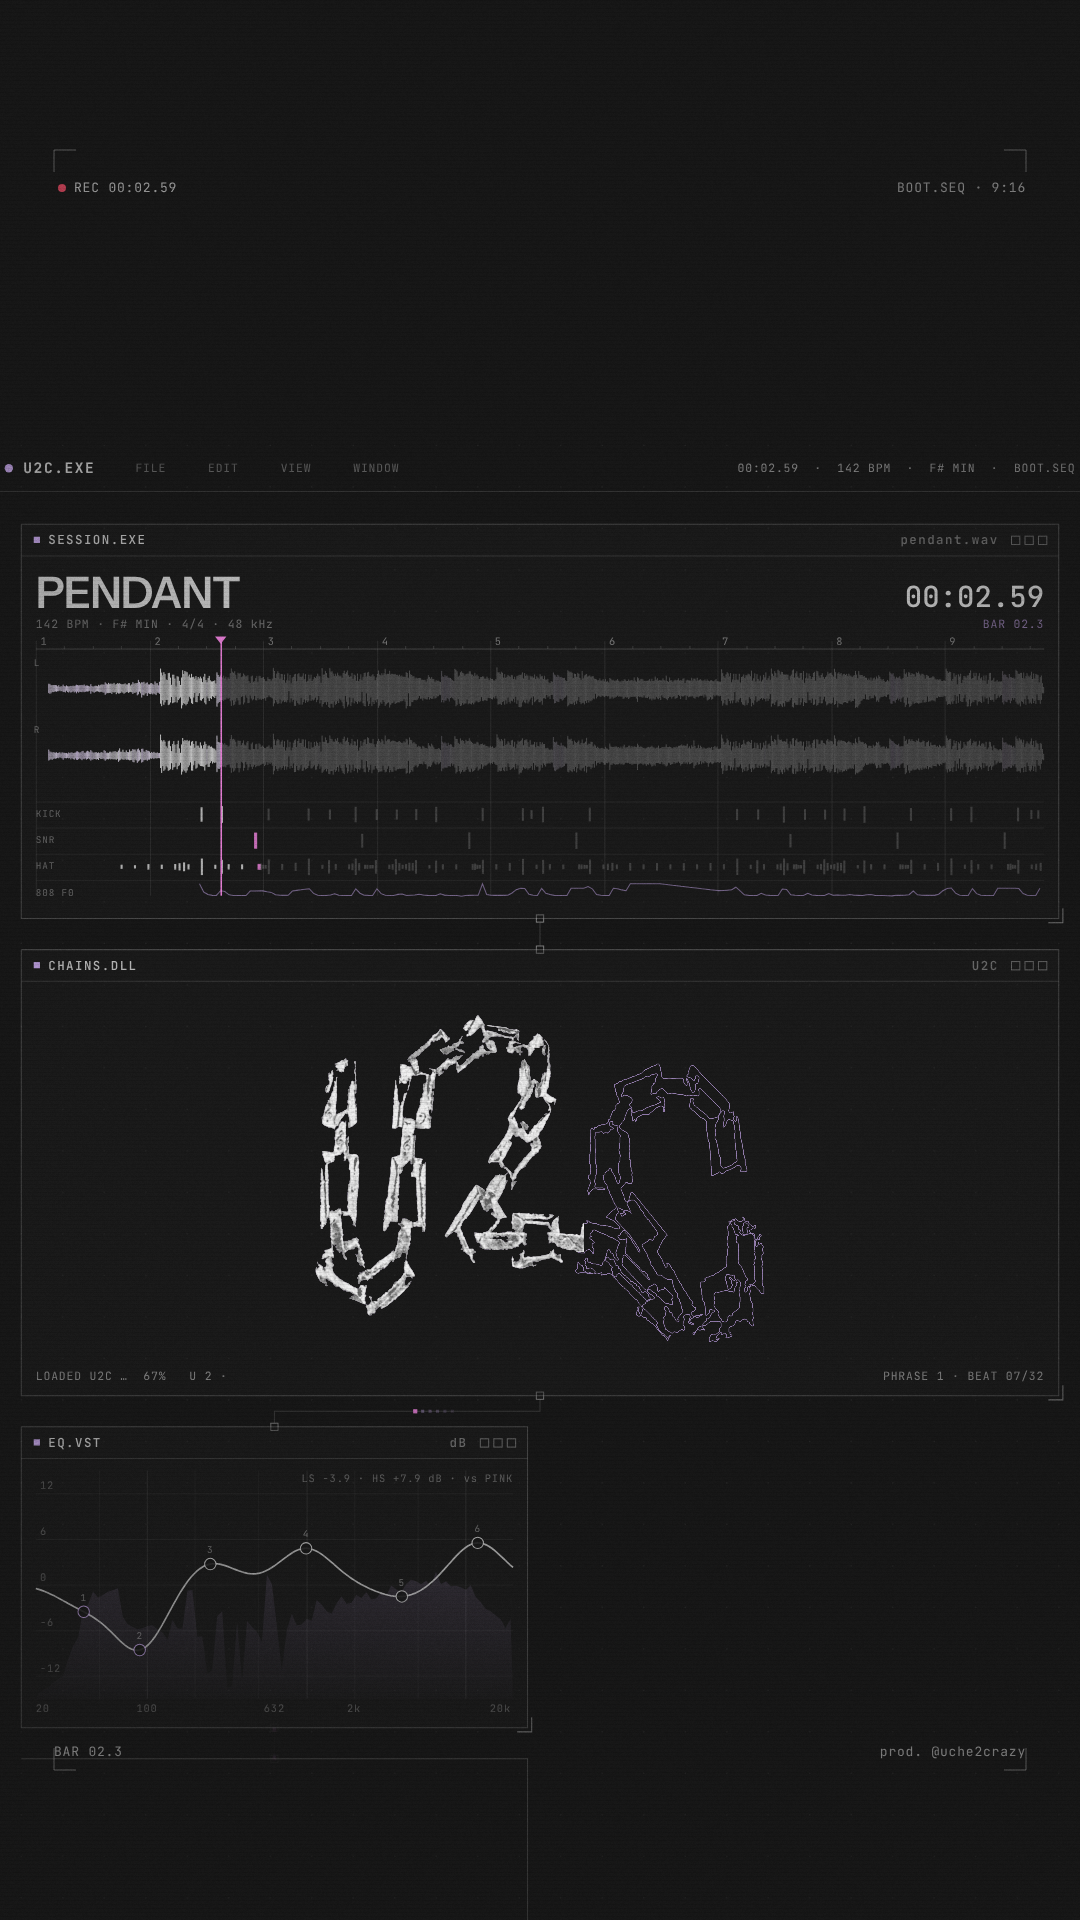 REC 00:02.59
BOOT.SEQ · 9:16
U2C.EXE FILE EDIT VIEW WINDOW 00:02.59 · 142 BPM · F# MIN · BOOT.SEQ
SESSION.EXE pendant.wav
PENDANT 00:02.59
142 BPM · F# MIN · 4/4 · 48 kHz BAR 02.3
1 2 3 4 5 6 7 8 9
L
R
KICK
SNR
HAT
808 F0
CHAINS.DLL U2C
U2C
LOADED U2C … 67% U 2 · PHRASE 1 · BEAT 07/32
EQ.VST dB
LS -3.9 · HS +7.9 dB · vs PINK
12
6
0
-6
-12
1 2 3 4 5 6
20 100 632 2k 20k
BAR 02.3 prod. @uche2crazy